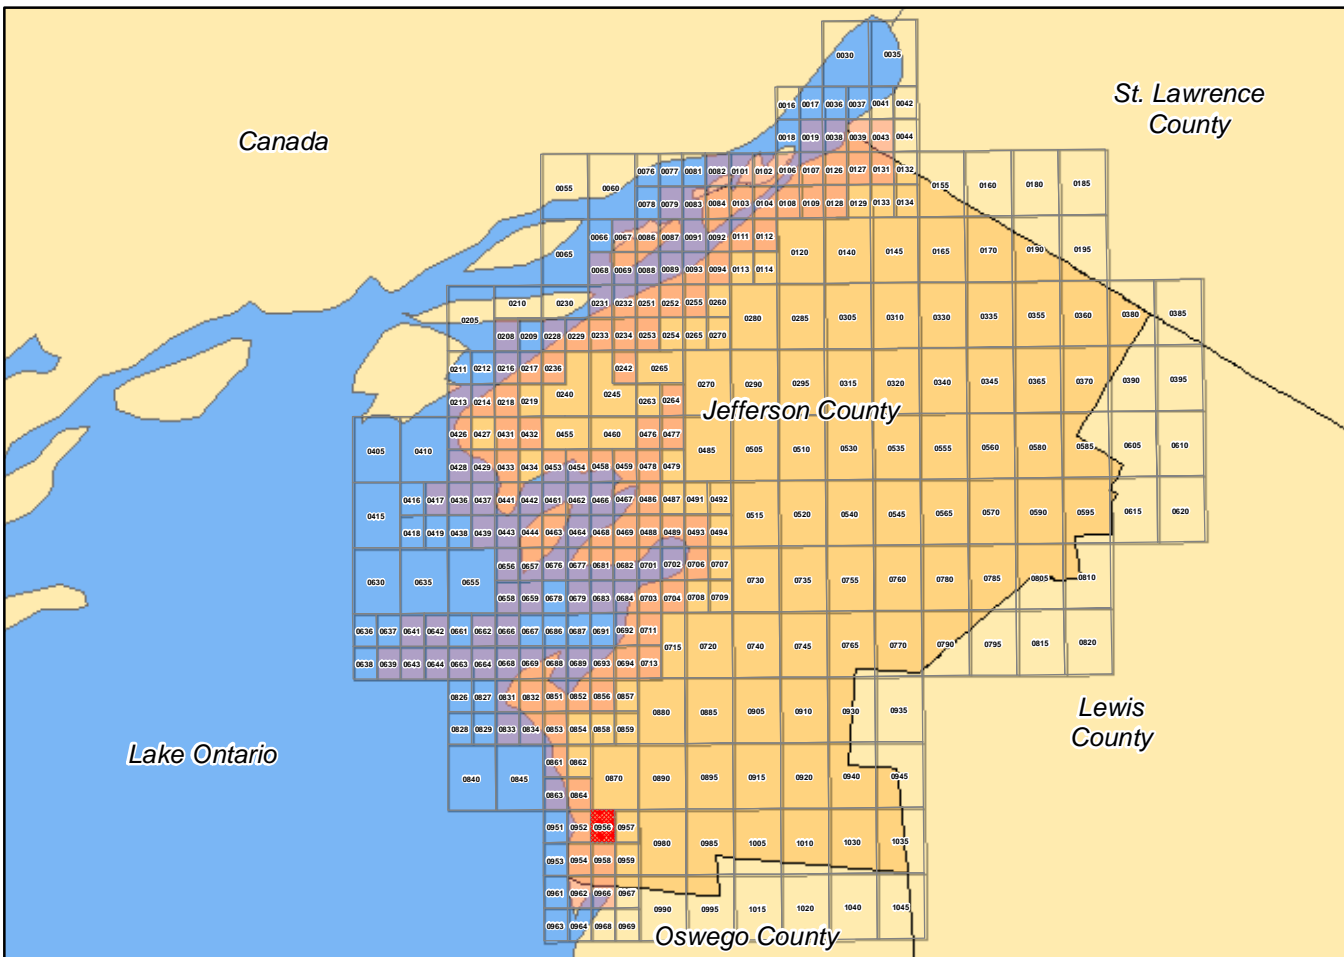 0030 0035
St. Lawrence
County
Canada
0016 0017 0036 0037 0041 0042
0018 0019 0038 0039 0043 0044
0055 0060 0076 0077 0081 0082 0101 0102 0106 0107 0126 0127 0131 0132 0155 0160 0180 0185
0078 0079 0083 0084 0103 0104 0108 0109 0128 0129 0133 0134
0065 0066 0067 0086 0087 0091 0092 0111 0112 0120 0140 0145 0165 0170 0190 0195
0068 0069 0088 0089 0093 0094 0113 0114
0205 0210 0230 0231 0232 0251 0252 0255 0260 0280 0285 0305 0310 0330 0335 0355 0360 0380 0385
0208 0209 0228 0229 0233 0234 0253 0254 0265 0270
0211 0212 0216 0217 0236 0242 0265 0270 0290 0295 0315 0320 0340 0345 0365 0370 0390 0395
0213 0214 0218 0219 0240 0245 0263 0264
Jefferson County
0405 0410 0426 0427 0431 0432 0455 0460 0476 0477 0485 0505 0510 0530 0535 0555 0560 0580 0585 0605 0610
0428 0429 0433 0434 0453 0454 0458 0459 0478 0479
0415 0416 0417 0436 0437 0441 0442 0461 0462 0466 0467 0486 0487 0491 0492 0515 0520 0540 0545 0565 0570 0590 0595 0615 0620
0418 0419 0438 0439 0443 0444 0463 0464 0468 0469 0488 0489 0493 0494
0630 0635 0655 0656 0657 0676 0677 0681 0682 0701 0702 0706 0707 0730 0735 0755 0760 0780 0785 0805 0810
0658 0659 0678 0679 0683 0684 0703 0704 0708 0709
0636 0637 0641 0642 0661 0662 0666 0667 0686 0687 0691 0692 0711 0715 0720 0740 0745 0765 0770 0790 0795 0815 0820
0638 0639 0643 0644 0663 0664 0668 0669 0688 0689 0693 0694 0713
0826 0827 0831 0832 0851 0852 0856 0857 0880 0885 0905 0910 0930 0935
Lewis
County
0828 0829 0833 0834 0853 0854 0858 0859
Lake Ontario
0840 0845 0861 0862 0870 0890 0895 0915 0920 0940 0945
0863 0864
0951 0952 0956 0957 0980 0985 1005 1010 1030 1035
0953 0954 0958 0959
0961 0962 0966 0967 0990 0995 1015 1020 1040 1045
0963 0964 0968 0969
Oswego County